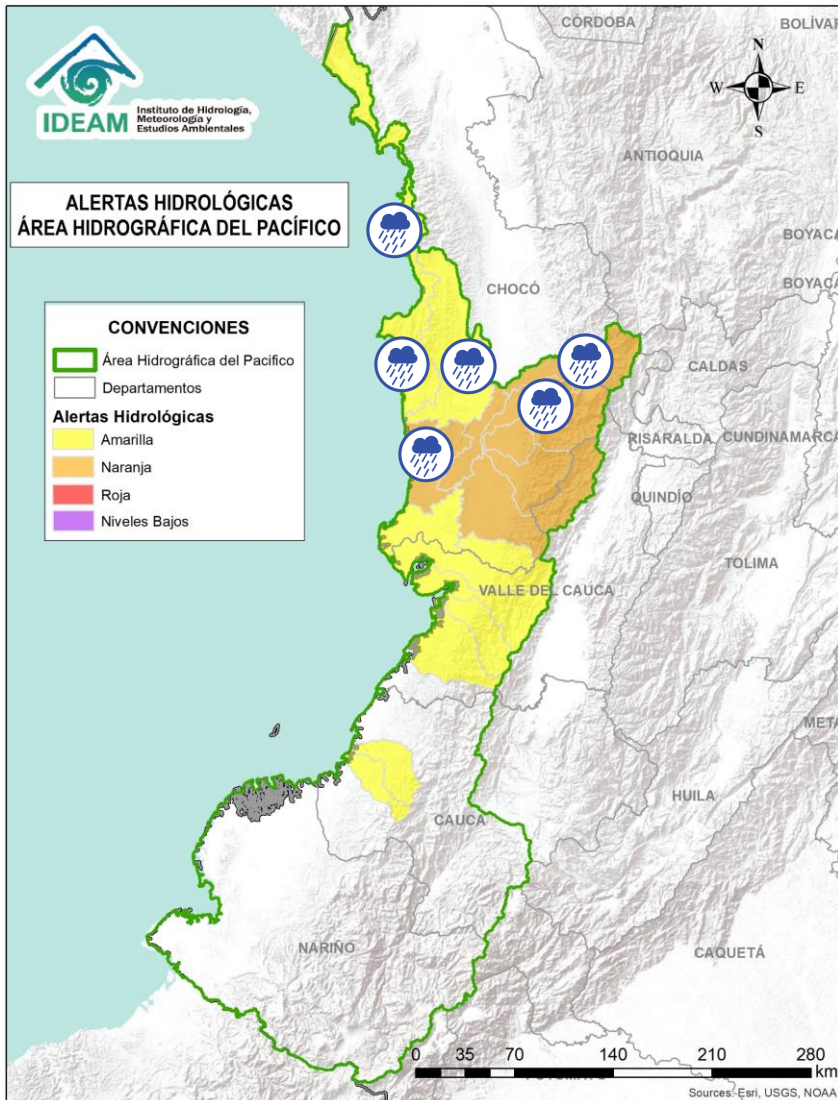 IDEAM
Instituto de Hidrología,
Meteorología y
Estudios Ambientales
ALERTAS HIDROLÓGICAS
ÁREA HIDROGRÁFICA DEL PACÍFICO
CONVENCIONES
Área Hidrográfica del Pacifico
Departamentos
Alertas Hidrológicas
Amarilla
Naranja
Roja
Niveles Bajos
N
W
E
S
CÓRDOBA
BOLÍVAR
ANTIOQUIA
BOYACÁ
BOYACÁ
CHOCÓ
CALDAS
RISARALDA
CUNDINAMARCA
QUINDÍO
TOLIMA
VALLE DEL CAUCA
META
HUILA
CAUCA
NARIÑO
CAQUETÁ
0 35 70 140 210 280
km
Sources: Esri, USGS, NOAA